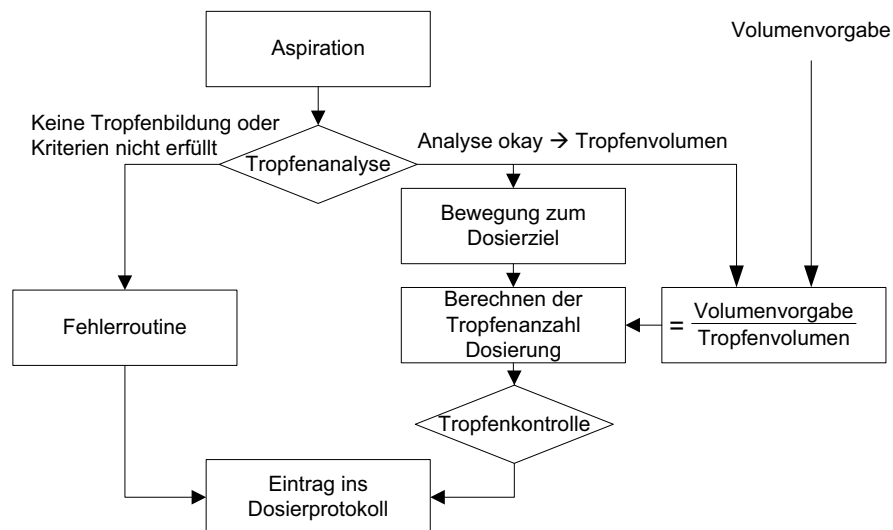 Aspiration
Volumenvorgabe
Keine Tropfenbildung oder
Kriterien nicht erfüllt
Tropfenanalyse
Analyse okay → Tropfenvolumen
Bewegung zum
Dosierziel
Fehlerroutine
Berechnen der
Tropfenanzahl
Dosierung
= Volumenvorgabe
Tropfenvolumen
Tropfenkontrolle
Eintrag ins
Dosierprotokoll